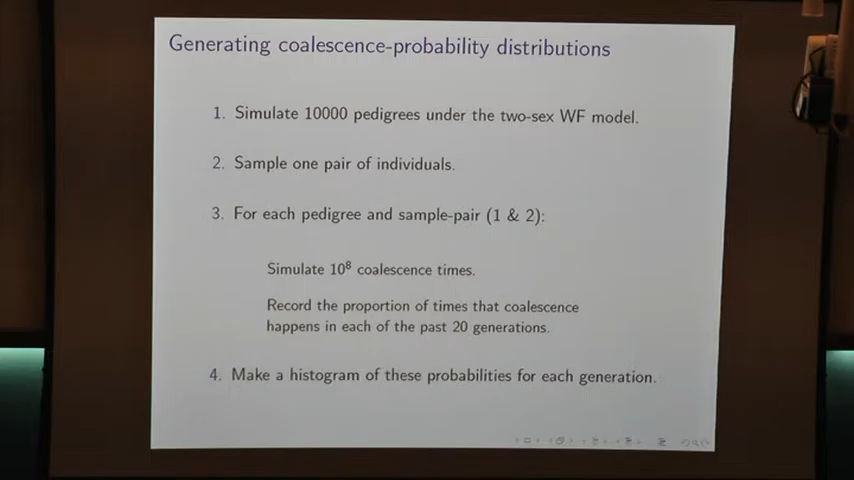 Generating coalescence-probability distributions
1. Simulate 10000 pedigrees under the two-sex WF model.
2. Sample one pair of individuals.
3. For each pedigree and sample-pair (1 & 2):
Simulate 10⁸ coalescence times.
Record the proportion of times that coalescence
happens in each of the past 20 generations.
4. Make a histogram of these probabilities for each generation.